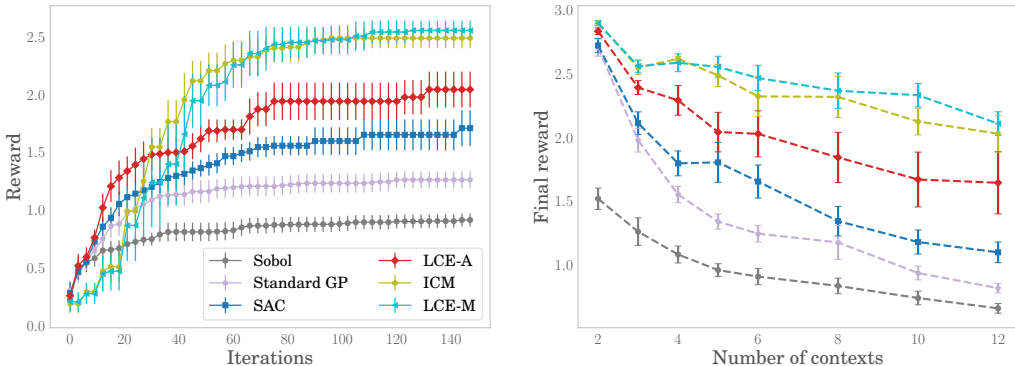 2.5
2.0
1.5
1.0
0.5
0.0
Reward
0 20 40 60 80 100 120 140
Iterations
Sobol
Standard GP
SAC
LCE-A
ICM
LCE-M
3.0
2.5
2.0
1.5
1.0
Final reward
2 4 6 8 10 12
Number of contexts